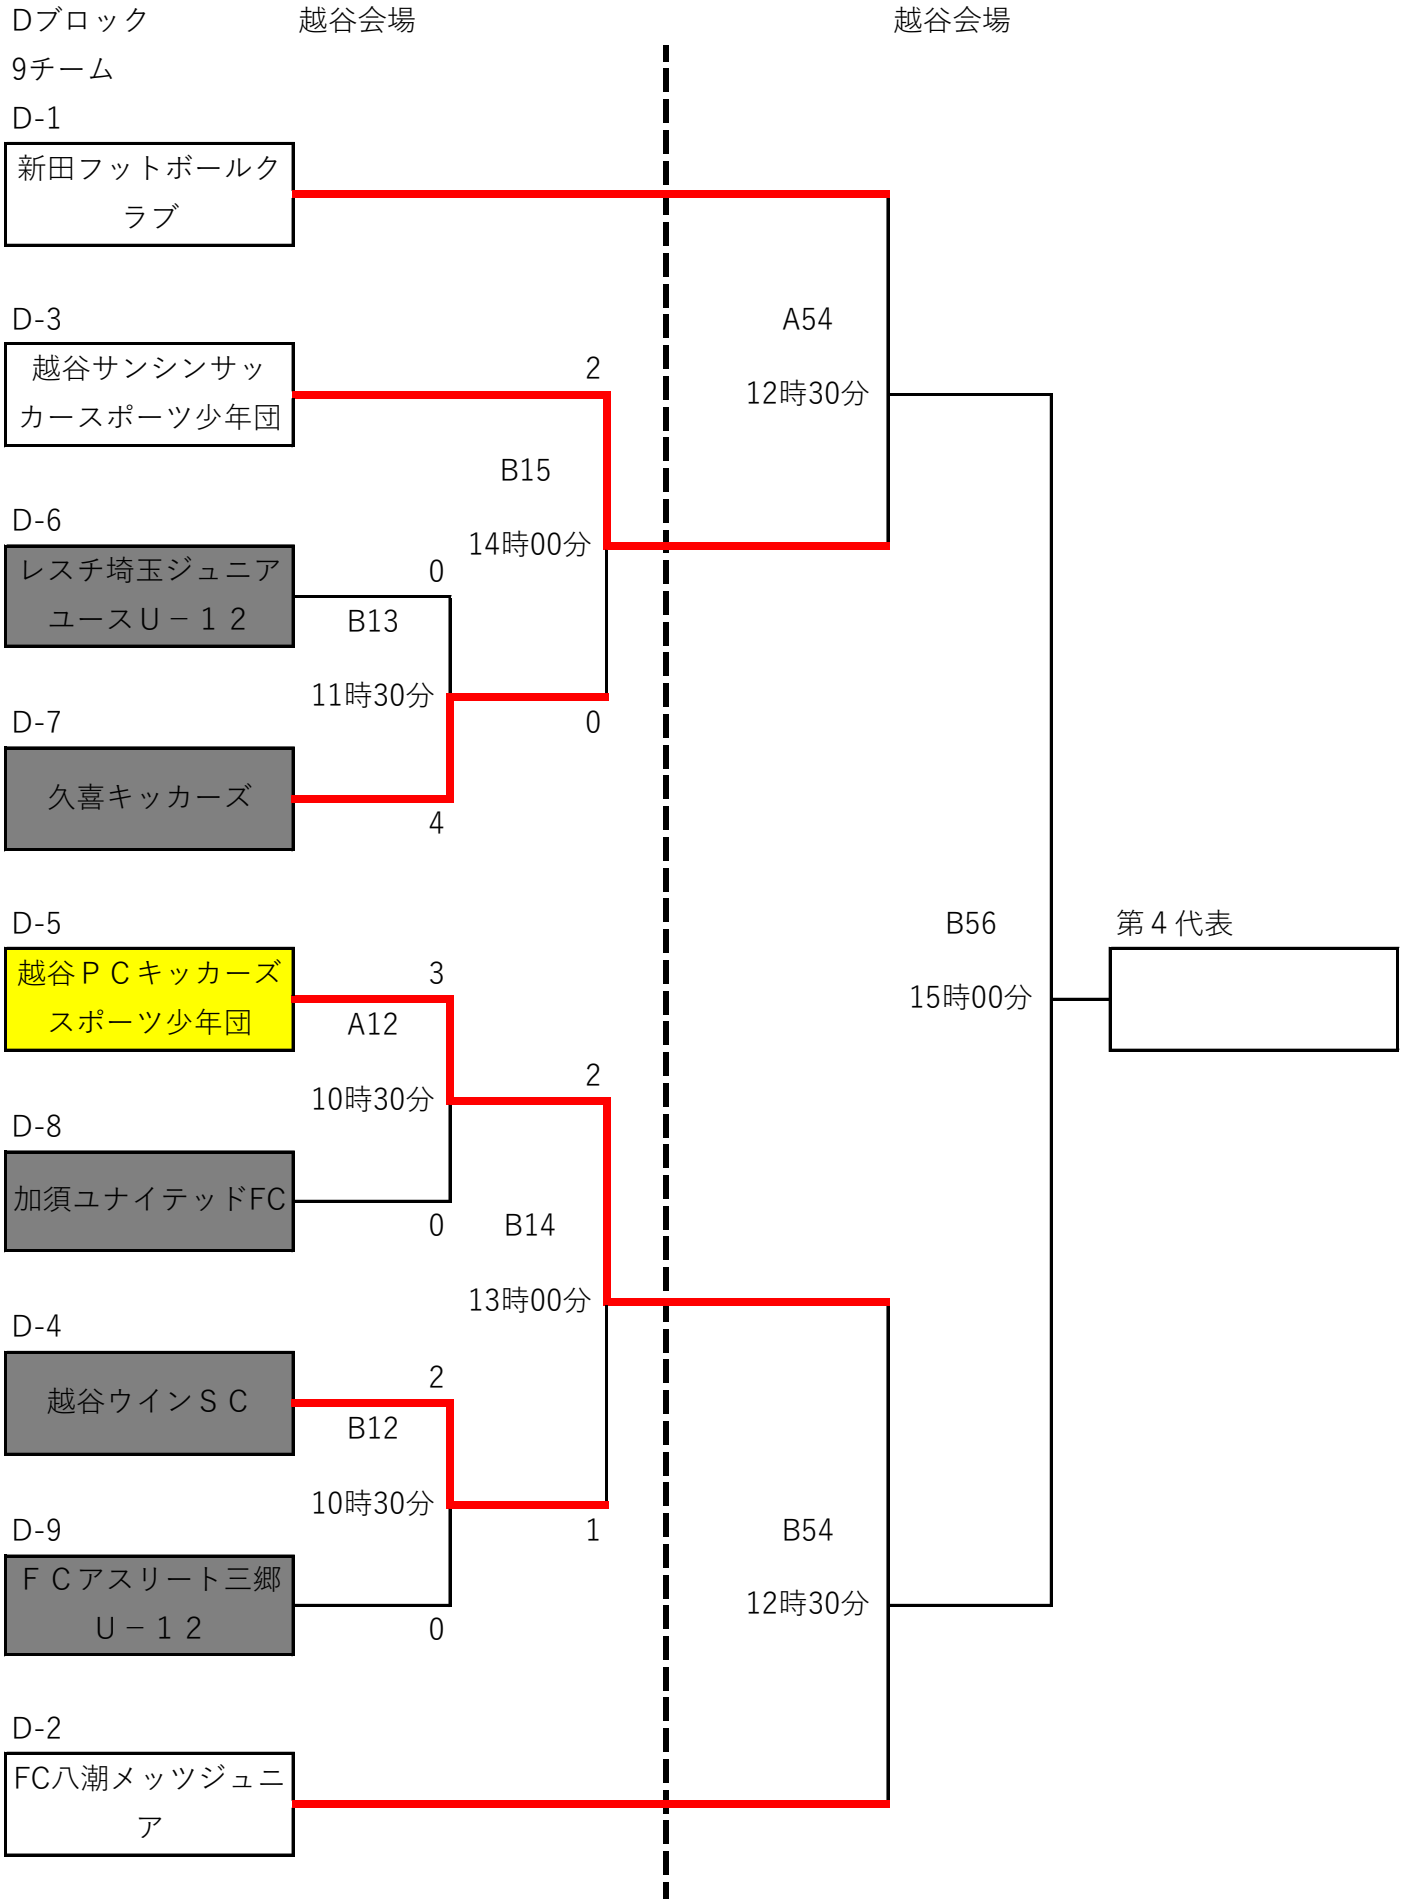 Dブロック 越谷会場 越谷会場
9チーム
D-1
新田フットボールク
ラブ
D-3
越谷サンシンサッ
カースポーツ少年団
2
A54
12時30分
B15
14時00分
D-6
レスチ埼玉ジュニア
ユースU－１２
0
B13
11時30分
0
D-7
久喜キッカーズ
4
D-5
越谷ＰＣキッカーズ
スポーツ少年団
3
A12
10時30分
B56
15時00分
第４代表
2
D-8
加須ユナイテッドFC
0
B14
13時00分
D-4
越谷ウインＳＣ
2
B12
10時30分
1
D-9
ＦＣアスリート三郷
U－１２
0
B54
12時30分
D-2
FC八潮メッツジュニ
ア